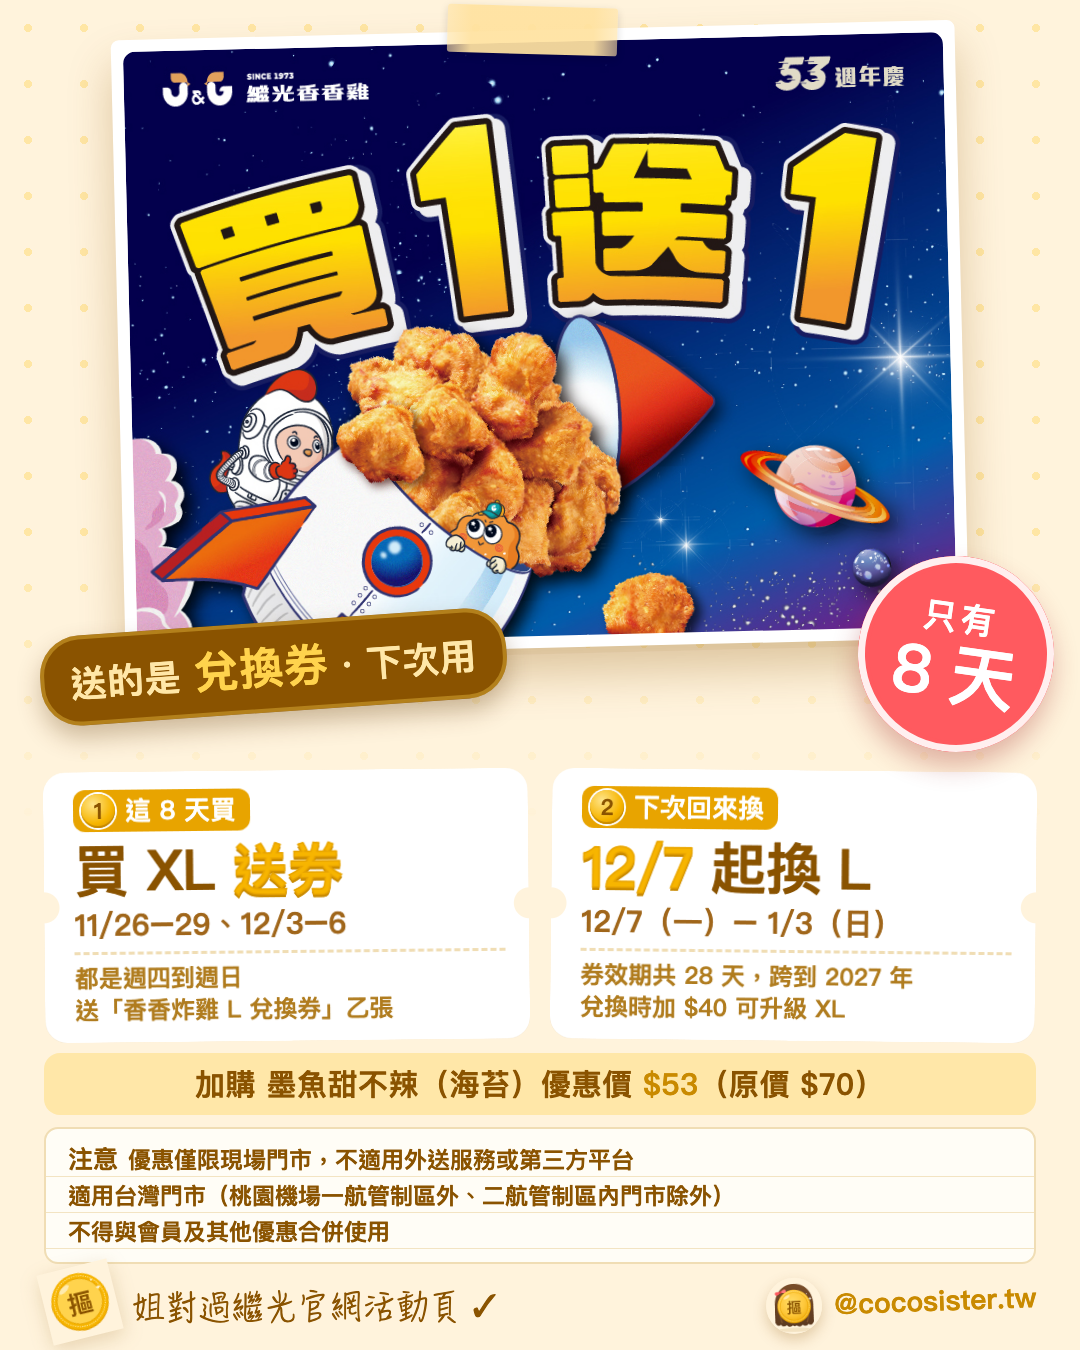 J&G SINCE 1973
繼光香香雞
53 週年慶
買1送1
送的是 兌換券 · 下次用
只有
8 天
1 這 8 天買
買 XL 送券
11/26—29、12/3—6
都是週四到週日
送「香香炸雞 L 兌換券」乙張
2 下次回來換
12/7 起換 L
12/7（一）— 1/3（日）
券效期共 28 天，跨到 2027 年
兌換時加 $40 可升級 XL
加購 墨魚甜不辣（海苔）優惠價 $53（原價 $70）
注意 優惠僅限現場門市，不適用外送服務或第三方平台
適用台灣門市（桃園機場一航管制區外、二航管制區內門市除外）
不得與會員及其他優惠合併使用
摳 姐對過繼光官網活動頁 ✓
摳 @cocosister.tw